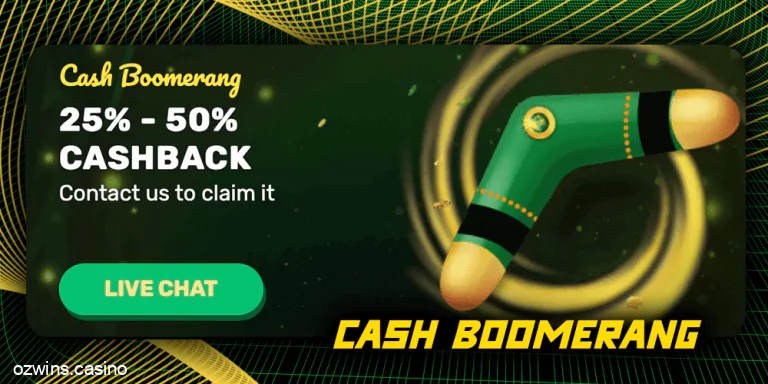 Cash Boomerang
25% - 50%
CASHBACK
Contact us to claim it
LIVE CHAT
CASH BOOMERANG
ozwins.casino